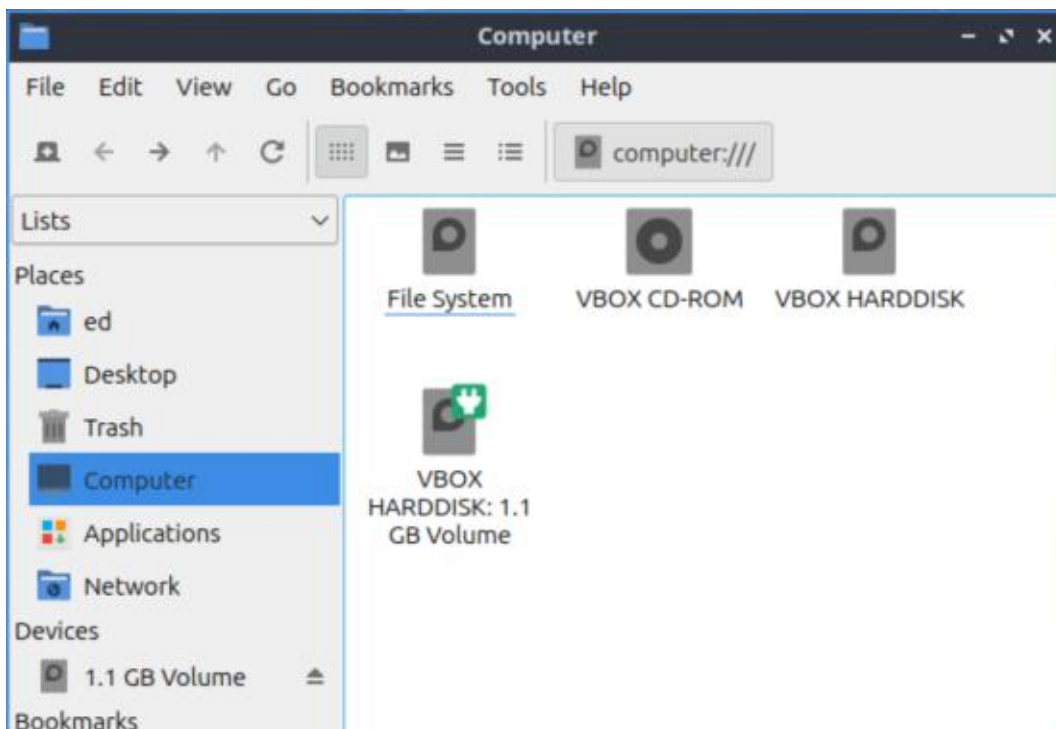 Computer
File Edit View Go Bookmarks Tools Help
computer:///
Lists
Places
ed
Desktop
Trash
Computer
Applications
Network
Devices
1.1 GB Volume
Bookmarks
File System VBOX CD-ROM VBOX HARDDISK
VBOX
HARDDISK: 1.1
GB Volume